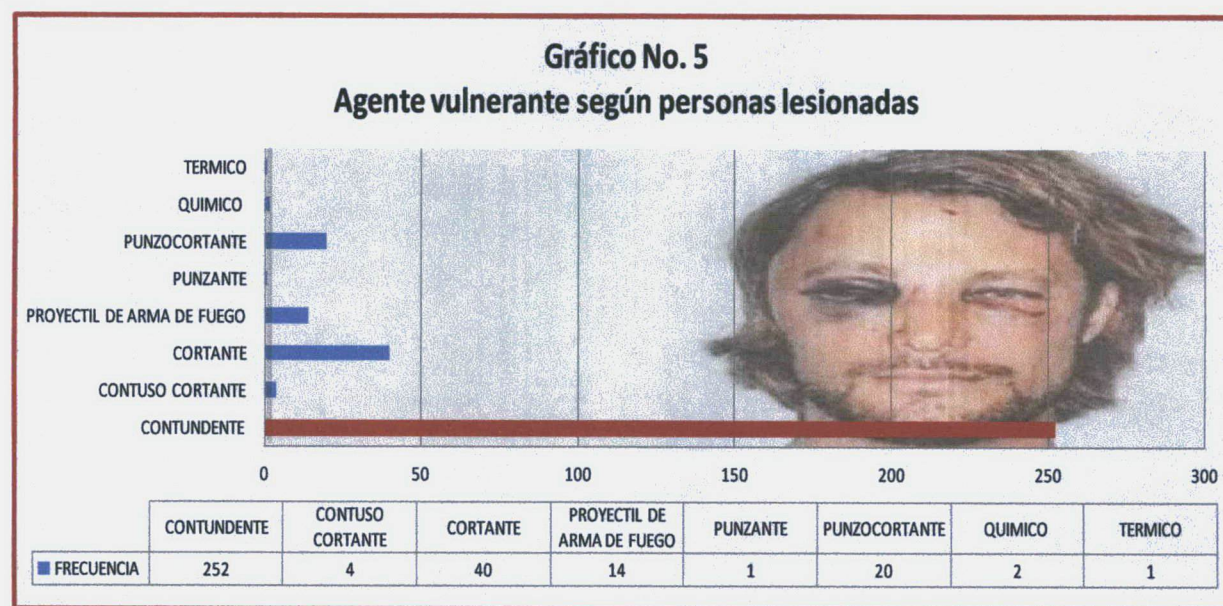 Gráfico No. 5
Agente vulnerante según personas lesionadas
TERMICO
QUIMICO
PUNZOCORTANTE
PUNZANTE
PROYECTIL DE ARMA DE FUEGO
CORTANTE
CONTUSO CORTANTE
CONTUNDENTE
0 50 100 150 200 250 300
CONTUNDENTE CONTUSO CORTANTE CORTANTE PROYECTIL DE ARMA DE FUEGO PUNZANTE PUNZOCORTANTE QUIMICO TERMICO
FRECUENCIA 252 4 40 14 1 20 2 1